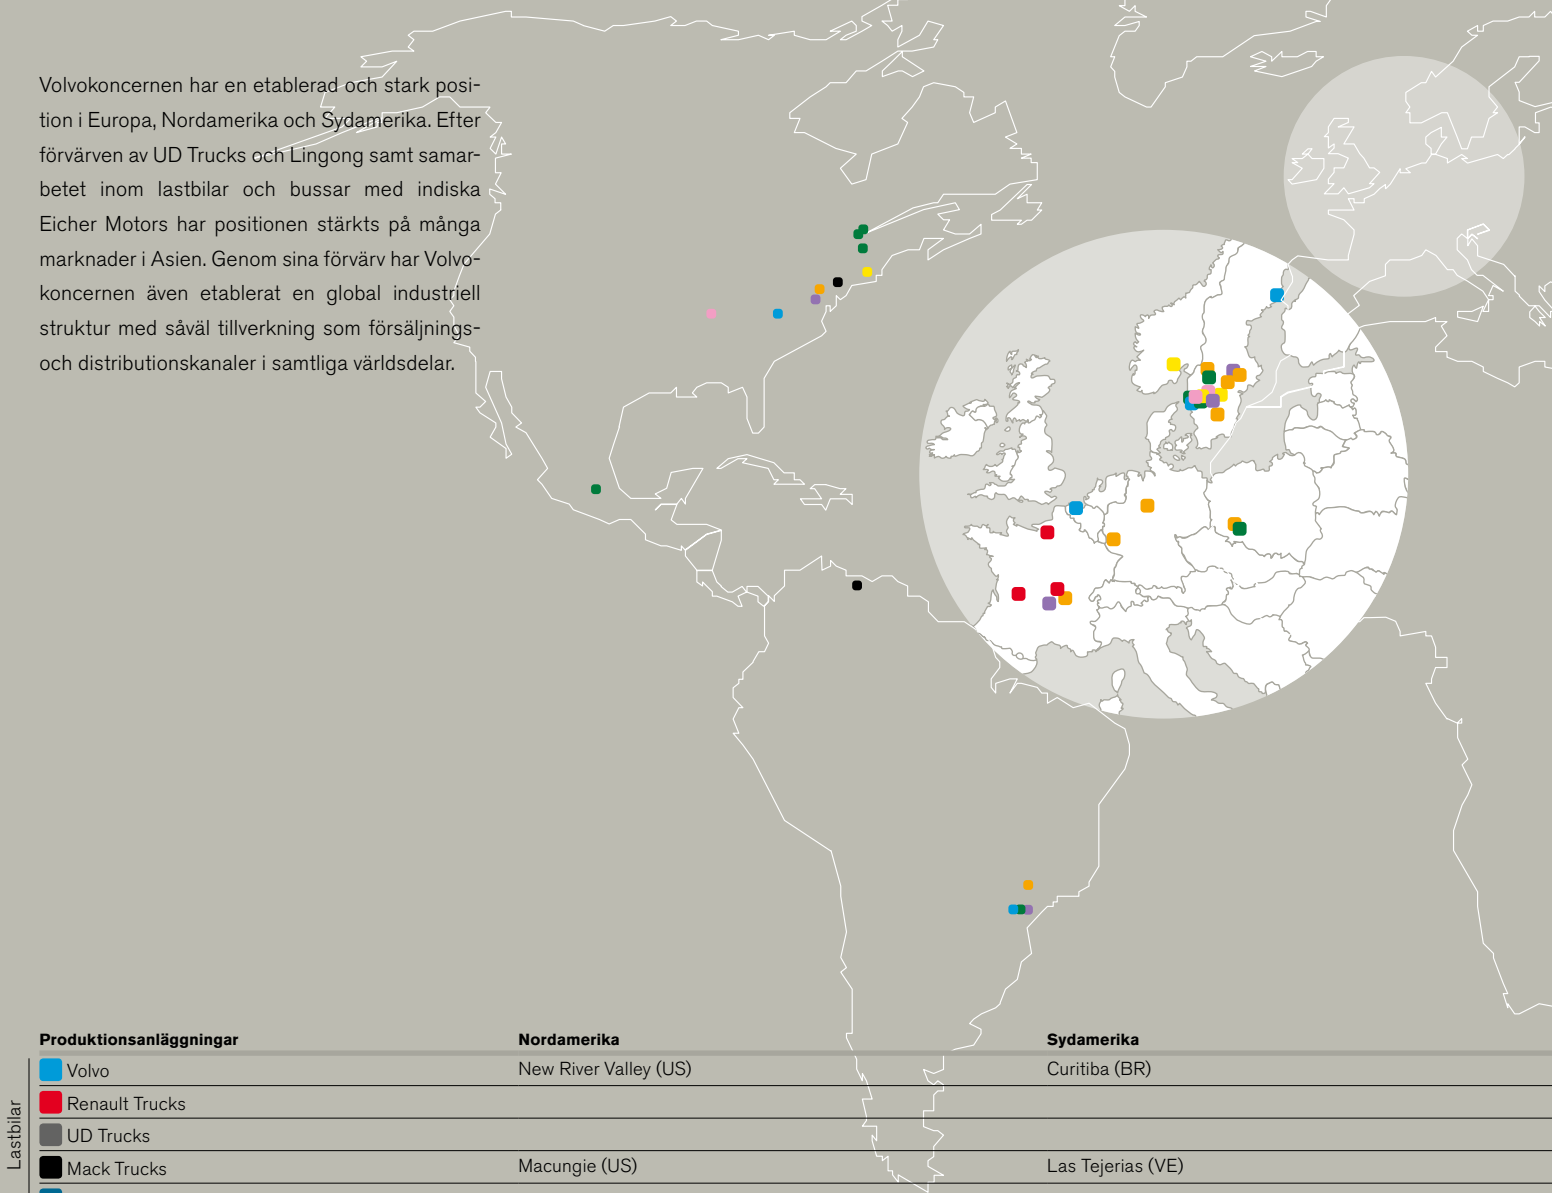 Volvokoncernen har en etablerad och stark posi-
tion i Europa, Nordamerika och Sydamerika. Efter
förvärven av UD Trucks och Lingong samt samar-
betet inom lastbilar och bussar med indiska
Eicher Motors har positionen stärkts på många
marknader i Asien. Genom sina förvärv har Volvo-
koncernen även etablerat en global industriell
struktur med såväl tillverkning som försäljnings-
och distributionskanaler i samtliga världsdelar.
Produktionsanläggningar Nordamerika Sydamerika
Lastbilar
Volvo New River Valley (US) Curitiba (BR)
Renault Trucks
UD Trucks
Mack Trucks Macungie (US) Las Tejerias (VE)